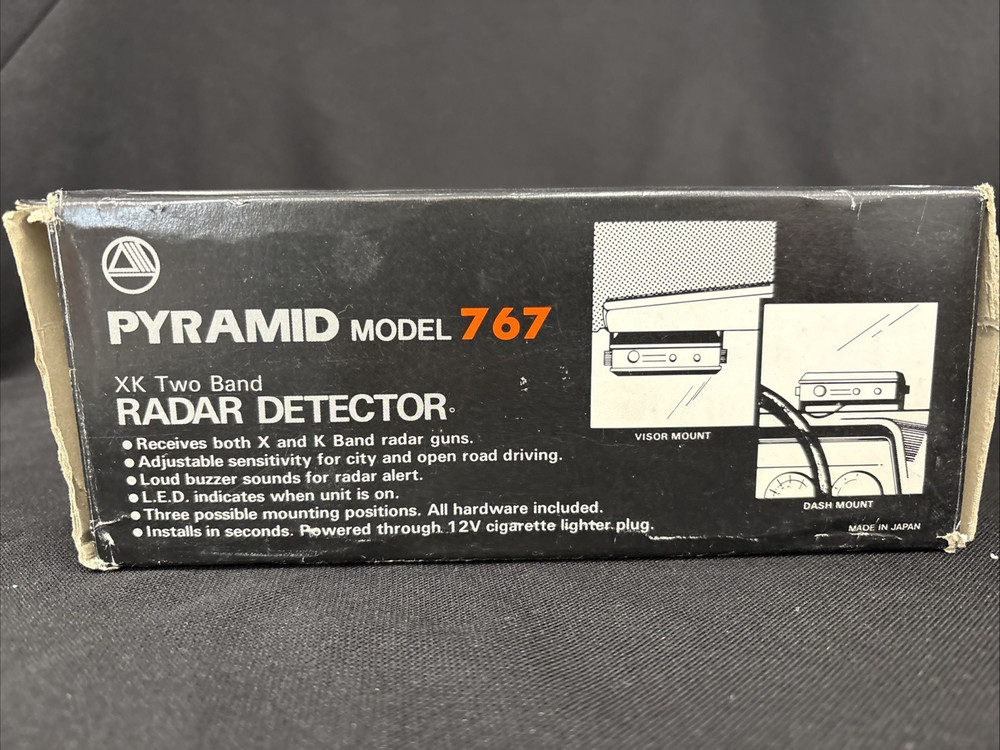 PYRAMID MODEL 767
XK Two Band
RADAR DETECTOR
• Receives both X and K Band radar guns.
• Adjustable sensitivity for city and open road driving.
• Loud buzzer sounds for radar alert.
• L.E.D. indicates when unit is on.
• Three possible mounting positions. All hardware included.
• Installs in seconds. Powered through 12V cigarette lighter plug.
VISOR MOUNT
DASH MOUNT
MADE IN JAPAN